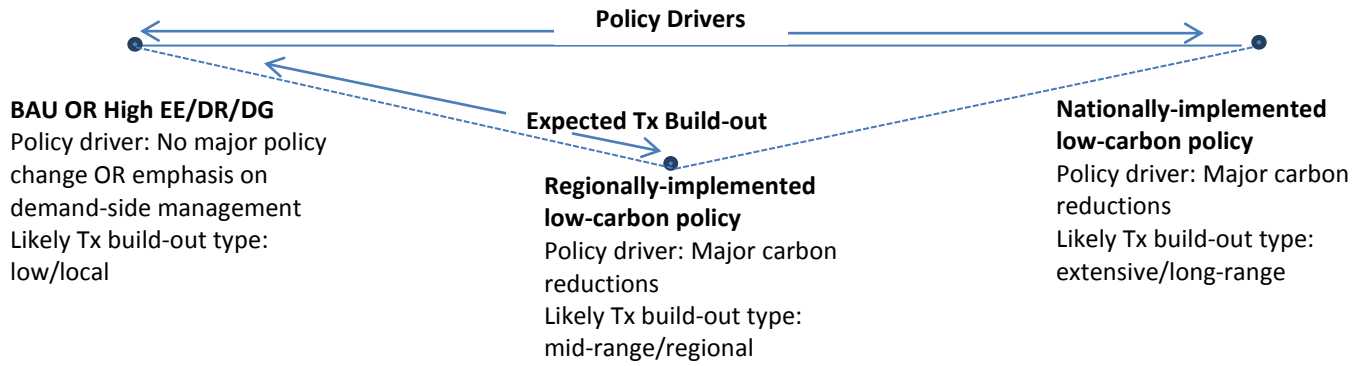 Policy Drivers
BAU OR High EE/DR/DG
Policy driver: No major policy
change OR emphasis on
demand-side management
Likely Tx build-out type:
low/local
Expected Tx Build-out
Regionally-implemented
low-carbon policy
Policy driver: Major carbon
reductions
Likely Tx build-out type:
mid-range/regional
Nationally-implemented
low-carbon policy
Policy driver: Major carbon
reductions
Likely Tx build-out type:
extensive/long-range